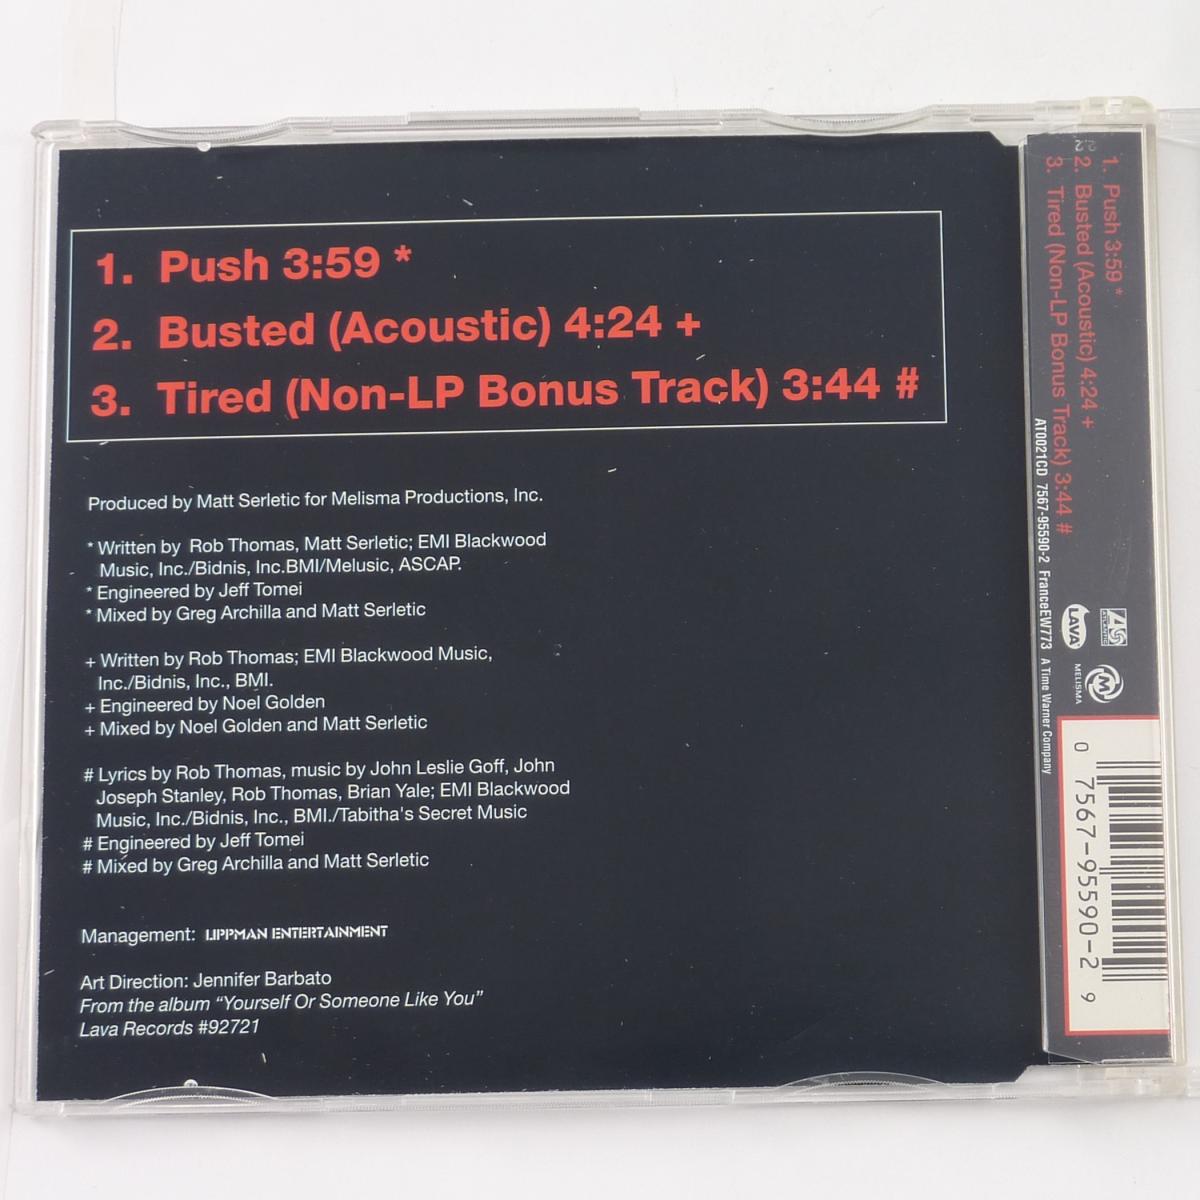 1. Push 3:59 *
2. Busted (Acoustic) 4:24 +
3. Tired (Non-LP Bonus Track) 3:44 #
Produced by Matt Serletic for Melisma Productions, Inc.
* Written by Rob Thomas, Matt Serletic; EMI Blackwood
Music, Inc./Bidnis, Inc.BMI/Melusic, ASCAP.
* Engineered by Jeff Tomei
* Mixed by Greg Archilla and Matt Serletic
+ Written by Rob Thomas; EMI Blackwood Music,
Inc./Bidnis, Inc., BMI.
+ Engineered by Noel Golden
+ Mixed by Noel Golden and Matt Serletic
# Lyrics by Rob Thomas, music by John Leslie Goff, John
Joseph Stanley, Rob Thomas, Brian Yale; EMI Blackwood
Music, Inc./Bidnis, Inc., BMI./Tabitha's Secret Music
# Engineered by Jeff Tomei
# Mixed by Greg Archilla and Matt Serletic
Management: LIPPMAN ENTERTAINMENT
Art Direction: Jennifer Barbato
From the album “Yourself Or Someone Like You”
Lava Records #92721
1. Push 3:59 *
2. Busted (Acoustic) 4:24 +
3. Tired (Non-LP Bonus Track) 3:44 #
AT0021CD 7567-95590-2 FranceEW773 A Time Warner Company
ATLANTIC
LAVA
M
MELISMA
0 7567-95590-2 9